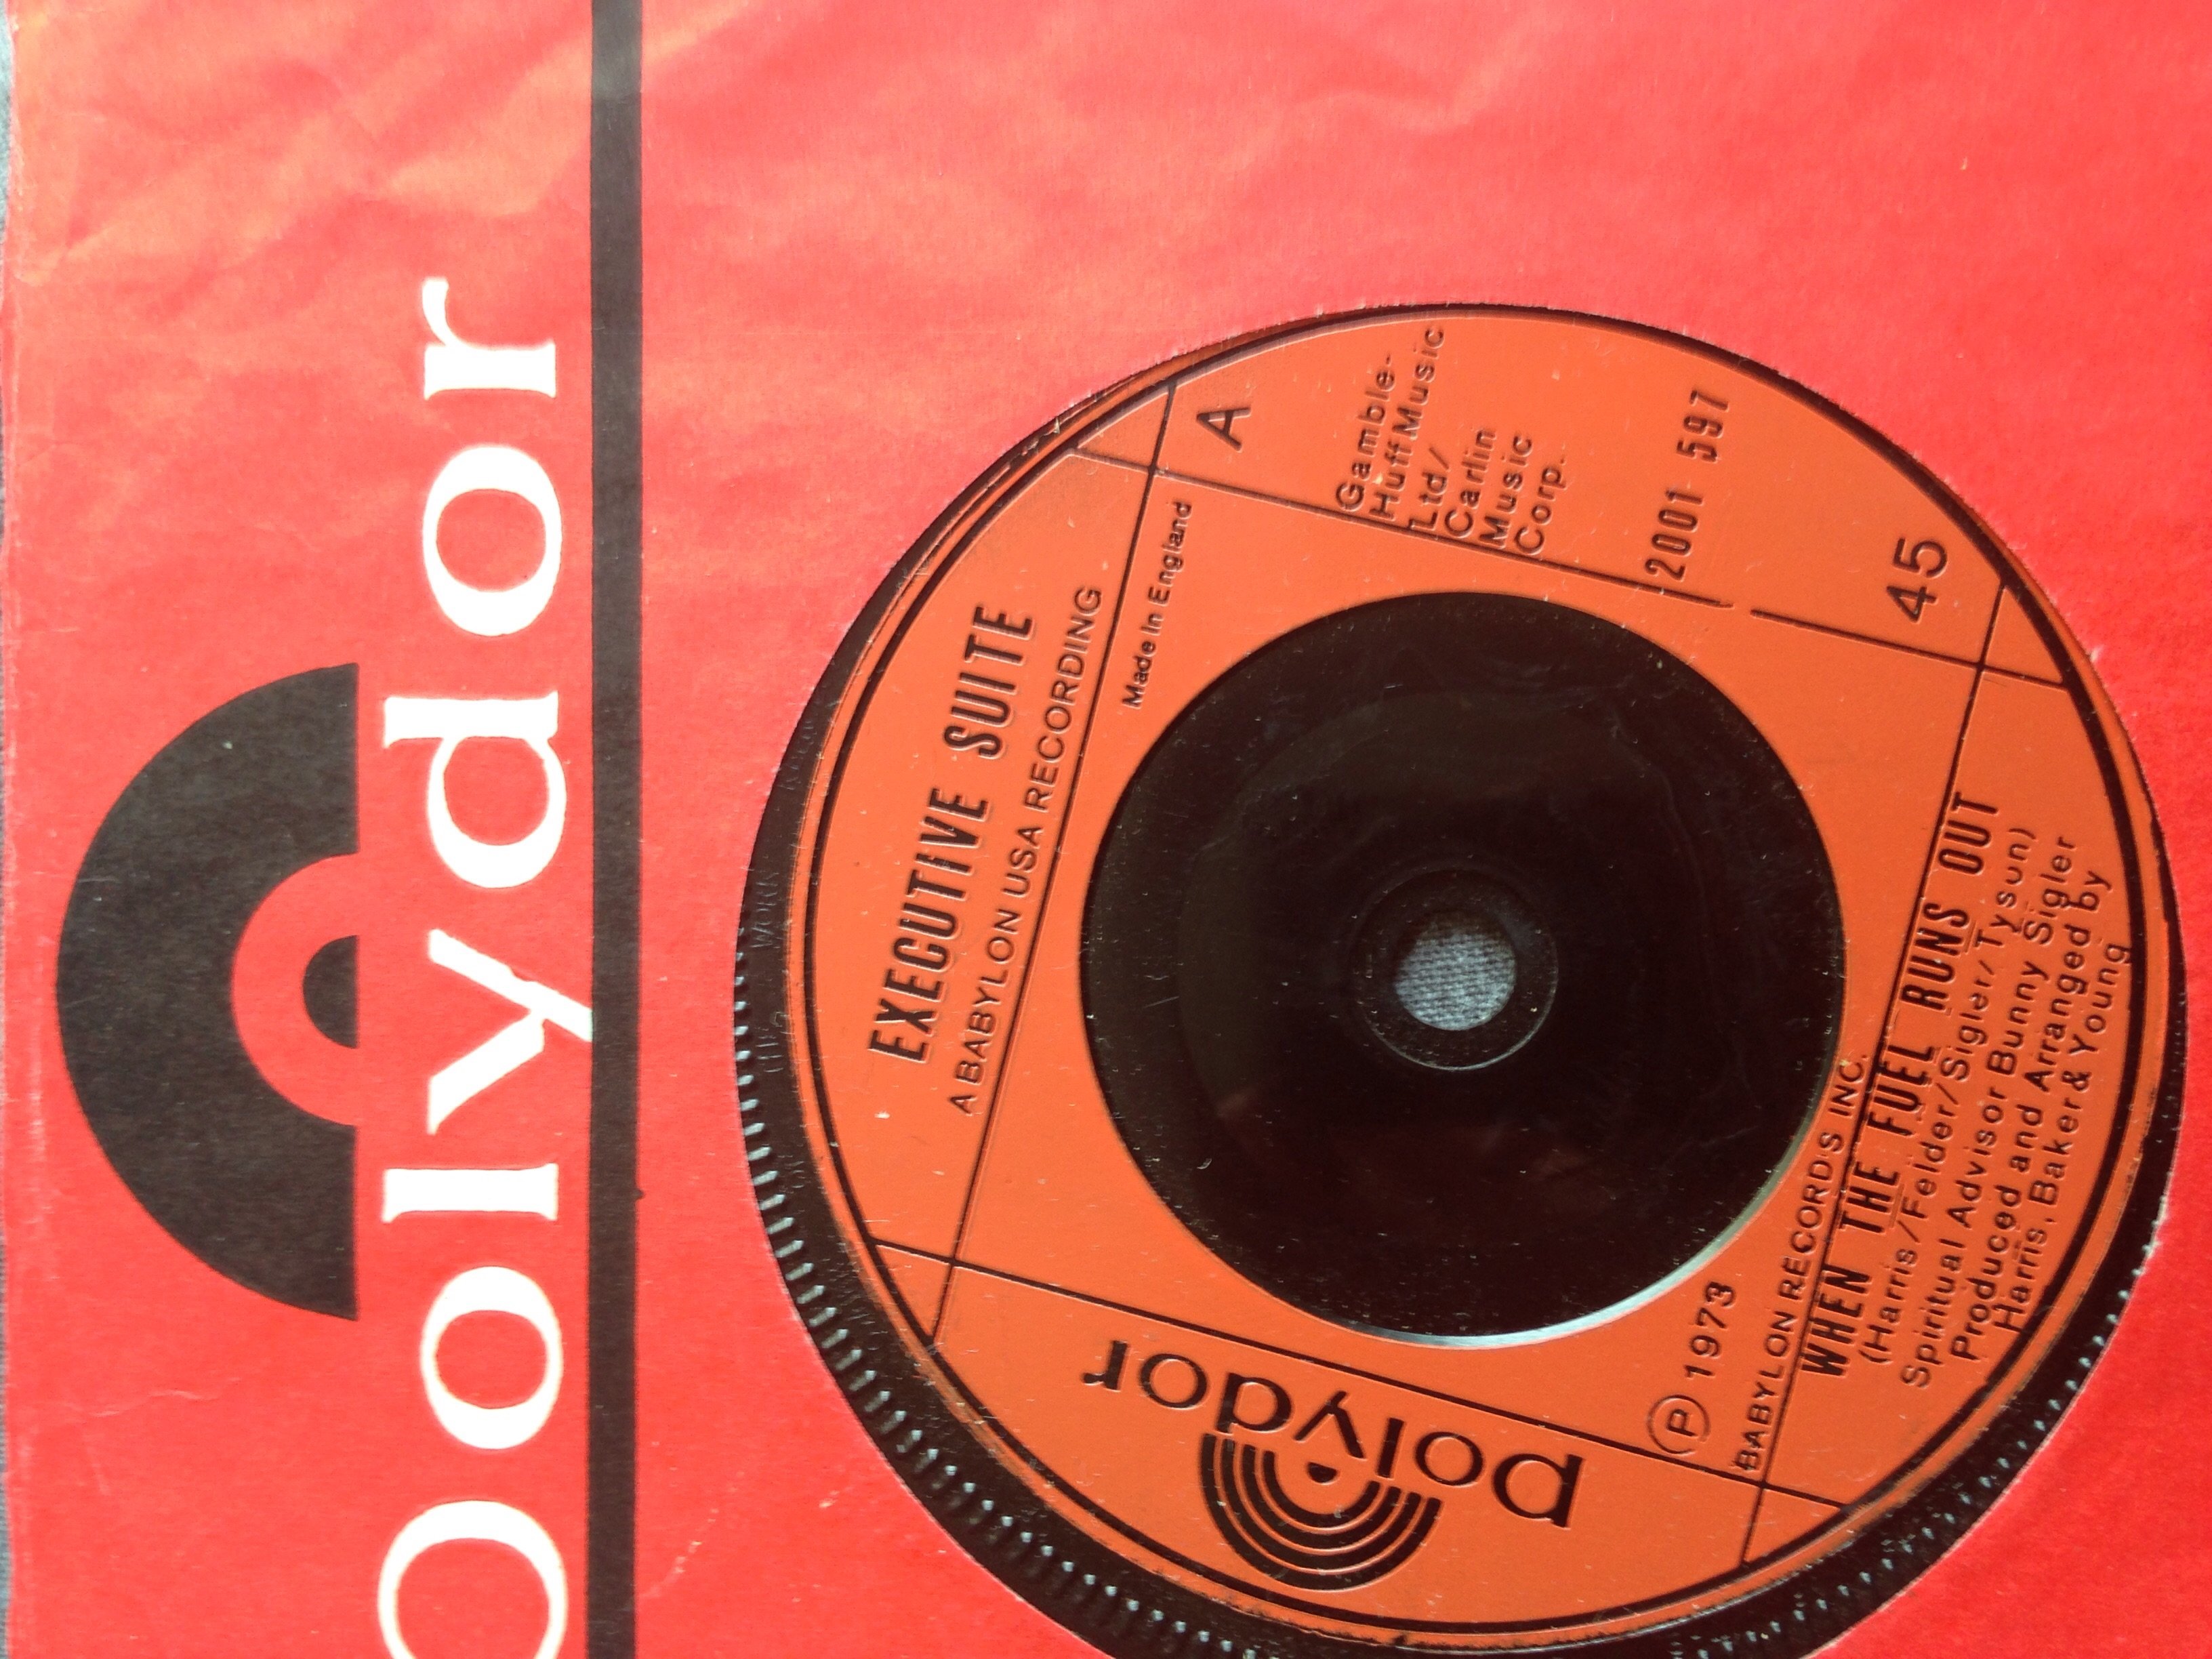 polydor
EXECUTIVE SUITE
A BABYLON USA RECORDING
Made In England
A
Gamble-
Huff Music
Ltd/
Carlin
Music
Corp.
2001 597
45
polydor
Ⓟ 1973
BABYLON RECORDS INC.
WHEN THE FUEL RUNS OUT
(Harris/Felder/Sigler/Tyson)
Spiritual Advisor Bunny Sigler
Produced and Arranged by
Harris, Baker & Young